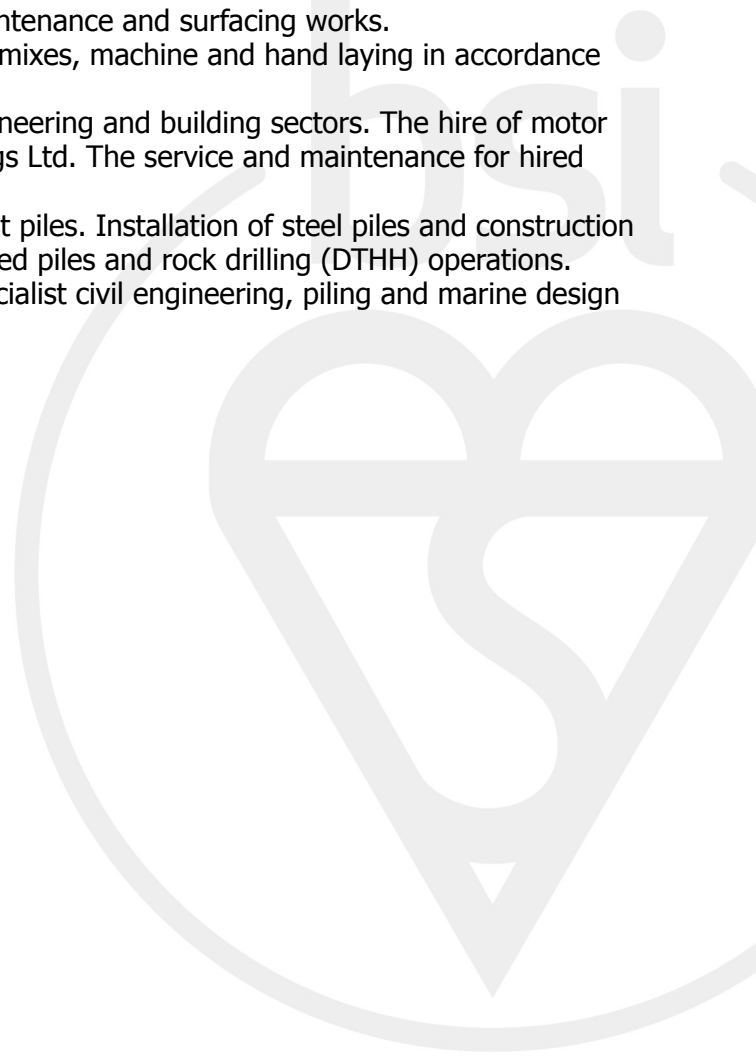 ntenance and surfacing works.
mixes, machine and hand laying in accordance
neering and building sectors. The hire of motor
gs Ltd. The service and maintenance for hired
t piles. Installation of steel piles and construction
ed piles and rock drilling (DTHH) operations.
cialist civil engineering, piling and marine design
bsi